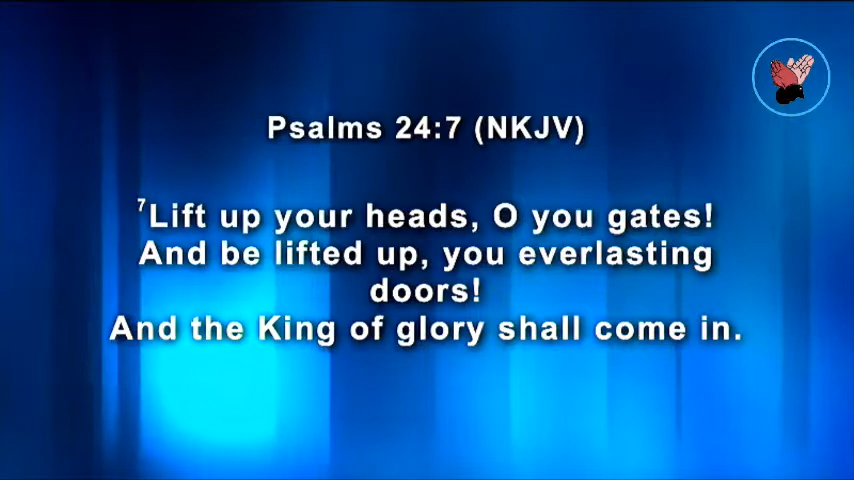 Psalms 24:7 (NKJV)
7Lift up your heads, O you gates!
And be lifted up, you everlasting
doors!
And the King of glory shall come in.